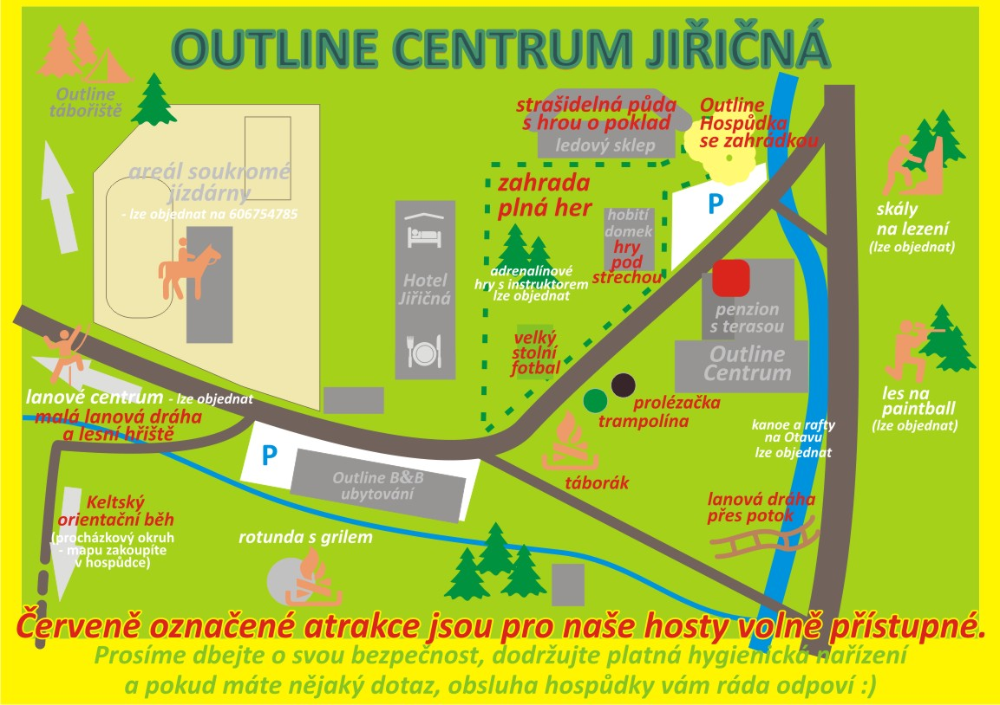 OUTLINE CENTRUM JIŘIČNÁ
Outline
tábořiště
areál soukromé
jízdárny
- lze objednat na 606754785
strašidelná půda
s hrou o poklad
ledový sklep
Outline
Hospůdka
se zahrádkou
zahrada
plná her
P
hobití
domek
hry
pod
střechou
adrenalínové
hry s instruktorem
lze objednat
Hotel
Jiřičná
velký
stolní
fotbal
penzion
s terasou
Outline
Centrum
skály
na lezení
(lze objednat)
les na
paintball
(lze objednat)
lanové centrum - lze objednat
malá lanová dráha
a lesní hřiště
prolézačka
trampolína
táborák
kanoe a rafty
na Otavu
lze objednat
P
Outline B&B
ubytování
lanová dráha
přes potok
Keltský
orientační běh
(procházkový okruh
- mapu zakoupíte
v hospůdce)
rotunda s grilem
Červeně označené atrakce jsou pro naše hosty volně přístupné.
Prosíme dbejte o svou bezpečnost, dodržujte platná hygienická nařízení
a pokud máte nějaký dotaz, obsluha hospůdky vám ráda odpoví :)